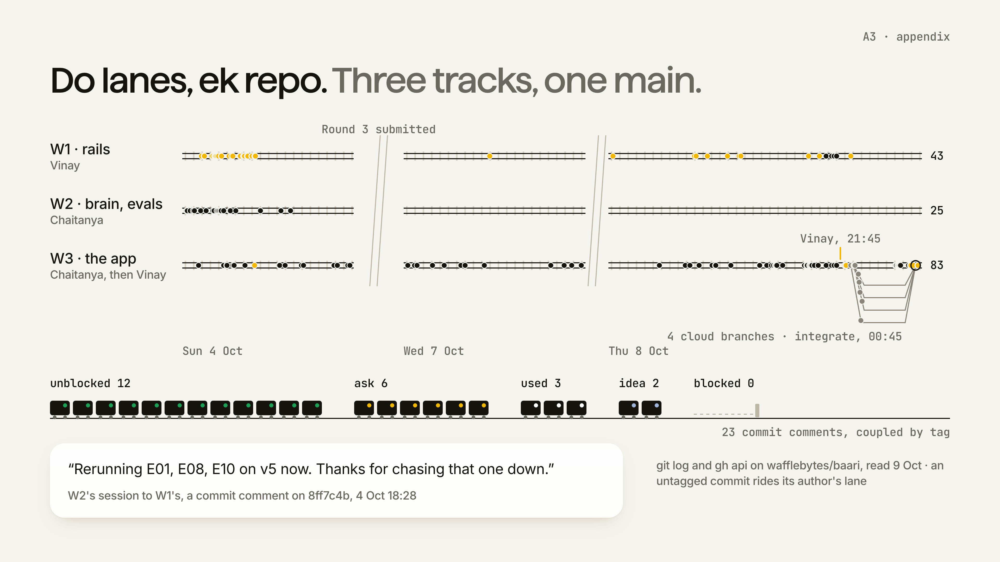 A3 · appendix
Do lanes, ek repo. Three tracks, one main.
Round 3 submitted
W1 · rails
Vinay
43
W2 · brain, evals
Chaitanya
25
Vinay, 21:45
W3 · the app
Chaitanya, then Vinay
83
4 cloud branches · integrate, 00:45
Sun 4 Oct
Wed 7 Oct
Thu 8 Oct
unblocked 12
ask 6
used 3
idea 2
blocked 0
23 commit comments, coupled by tag
“Rerunning E01, E08, E10 on v5 now. Thanks for chasing that one down.”
W2's session to W1's, a commit comment on 8ff7c4b, 4 Oct 18:28
git log and gh api on wafflebytes/baari, read 9 Oct · an
untagged commit rides its author's lane